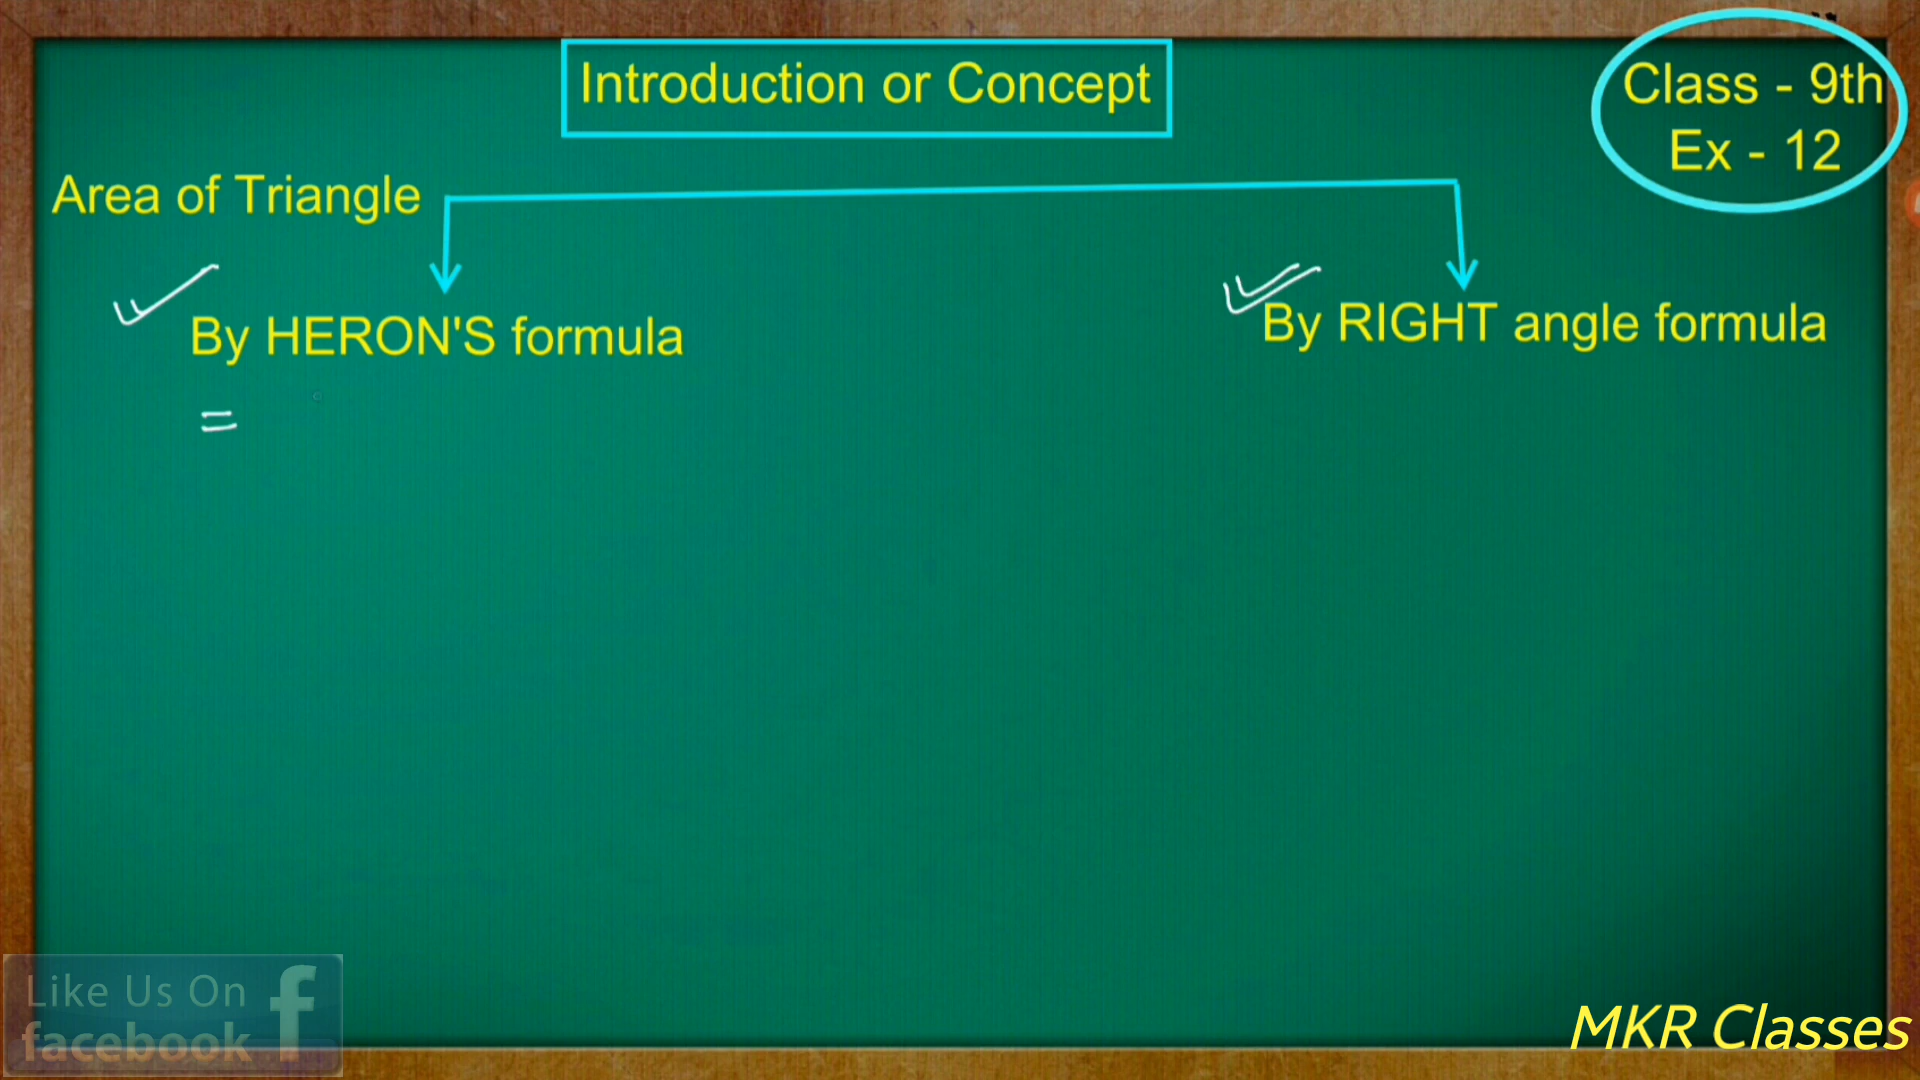 Introduction or Concept
Class - 9th
Ex - 12
Area of Triangle
By HERON'S formula
By RIGHT angle formula
=
Like Us On
facebook
f
MKR Classes